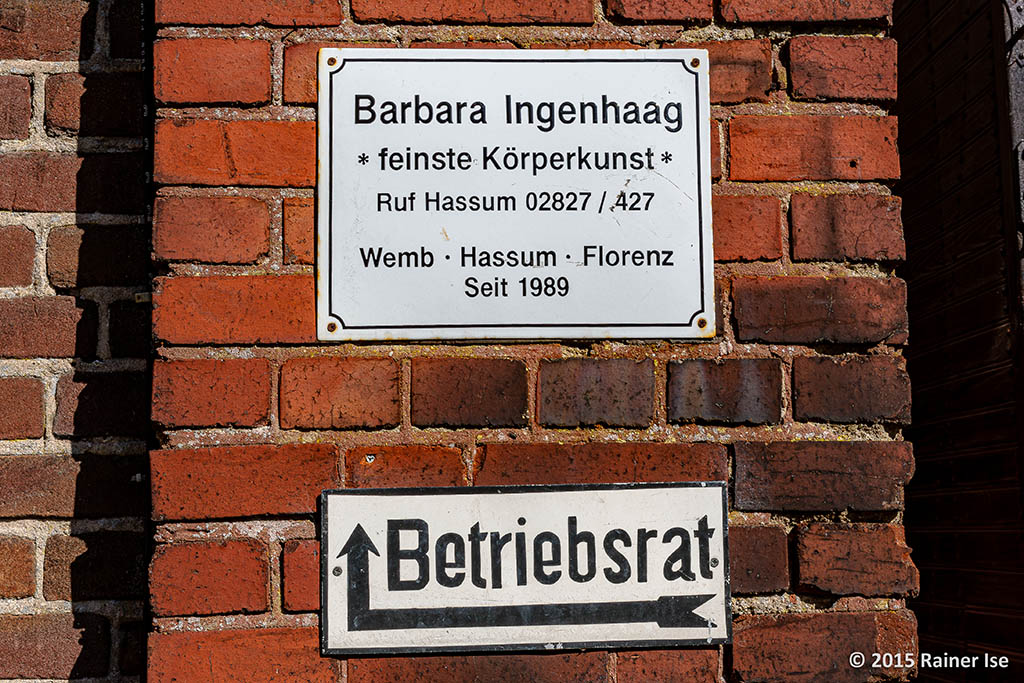 Barbara Ingenhaag
* feinste Körperkunst *
Ruf Hassum 02827 / 427
Wemb · Hassum · Florenz
Seit 1989
Betriebsrat
© 2015 Rainer Ise